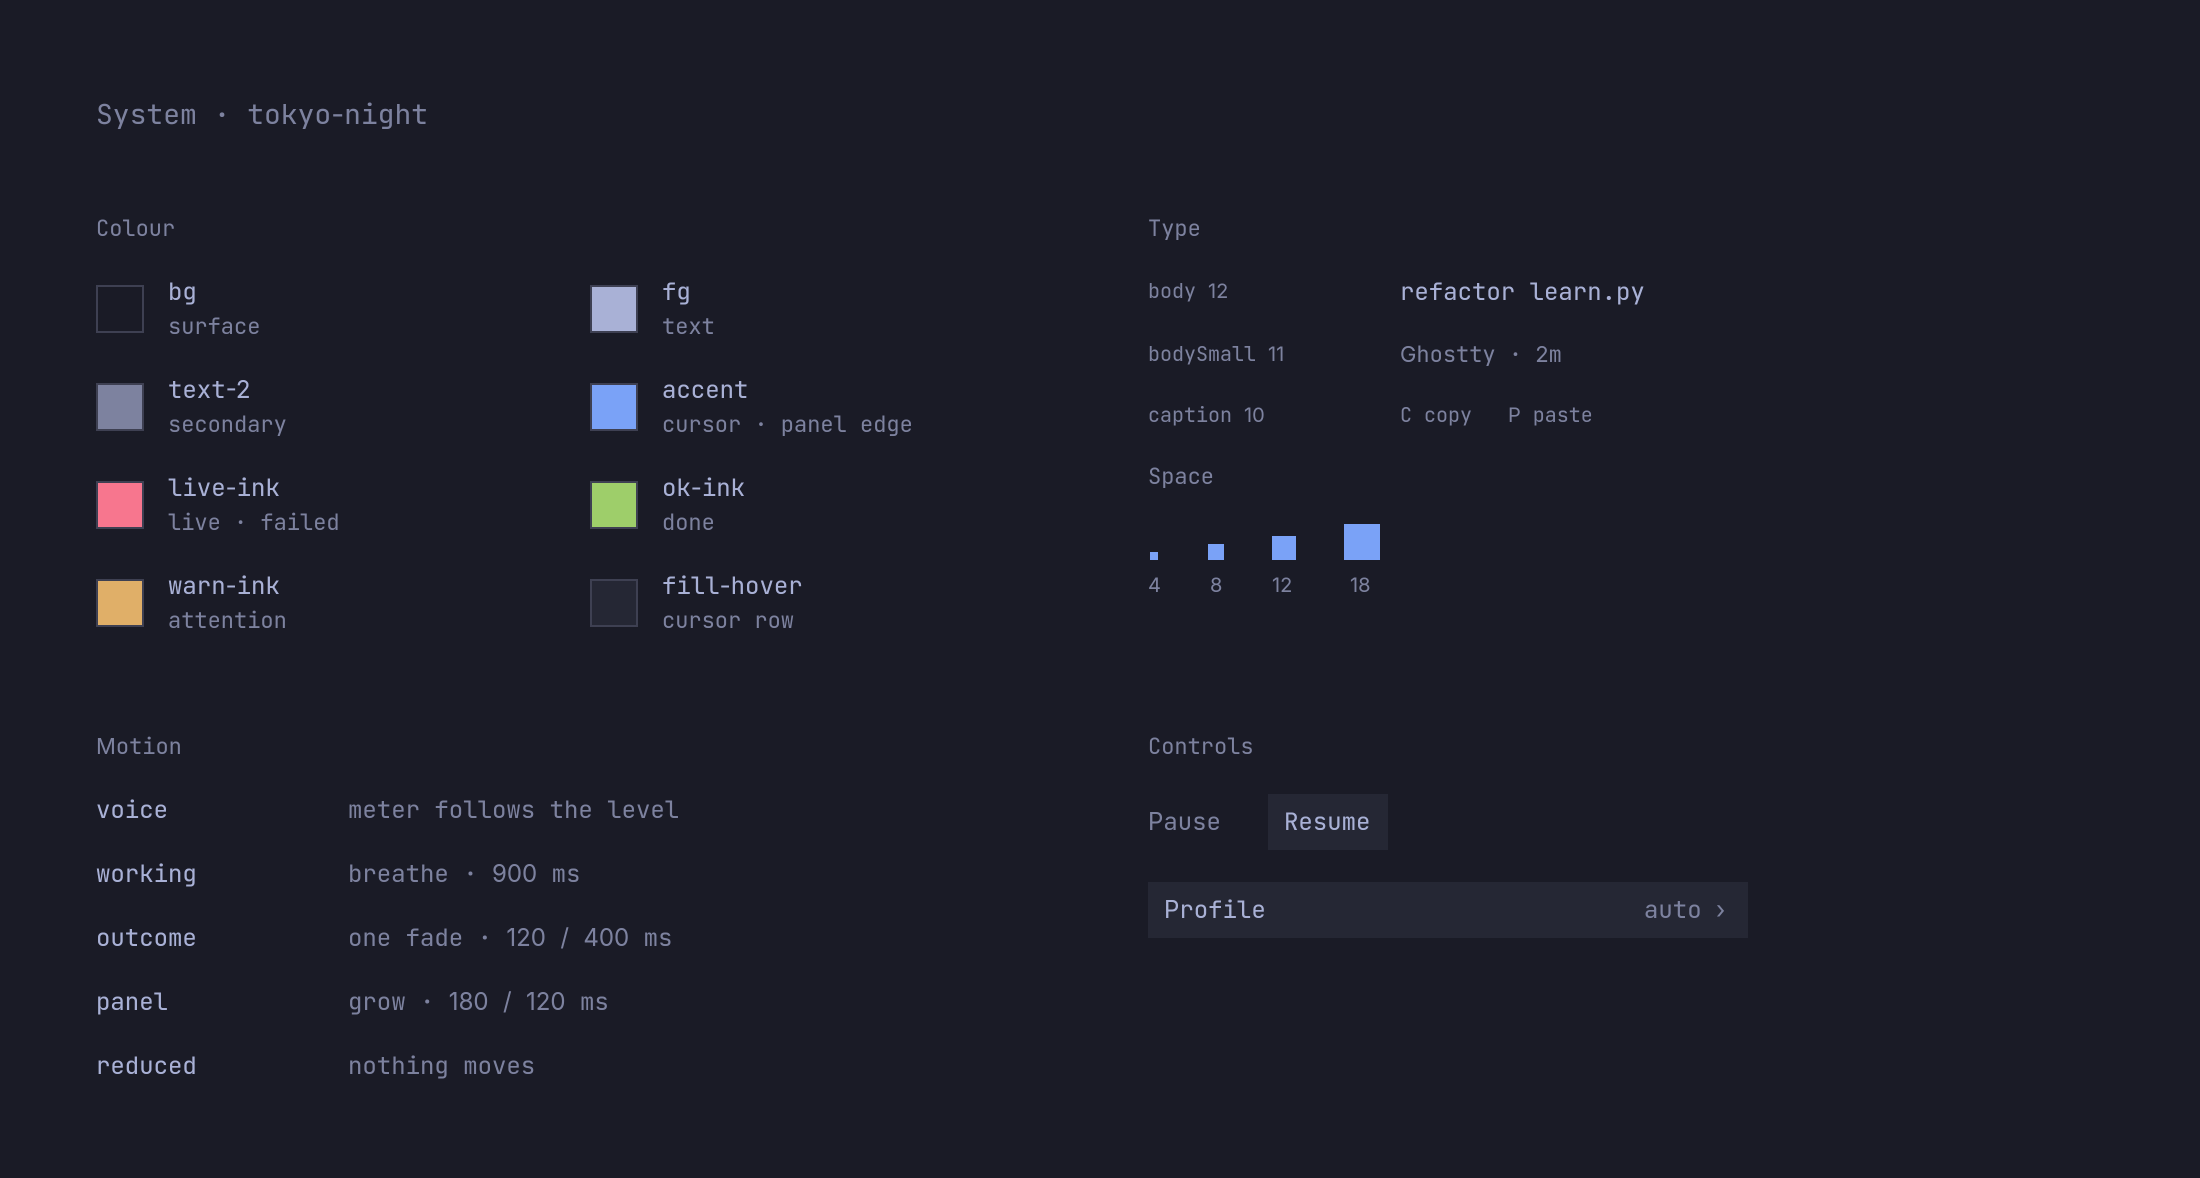 System · tokyo-night
Colour
bg
surface
fg
text
text-2
secondary
accent
cursor · panel edge
live-ink
live · failed
ok-ink
done
warn-ink
attention
fill-hover
cursor row
Type
body 12
refactor learn.py
bodySmall 11
Ghostty · 2m
caption 10
C copy   P paste
Space
4 8 12 18
Motion
voice
meter follows the level
working
breathe · 900 ms
outcome
one fade · 120 / 400 ms
panel
grow · 180 / 120 ms
reduced
nothing moves
Controls
Pause
Resume
Profile
auto ›